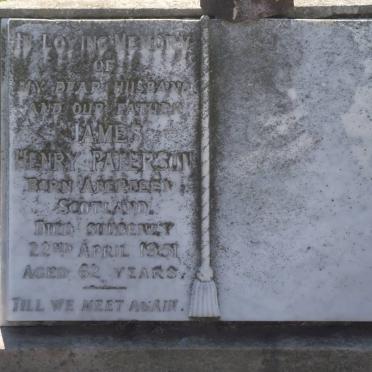 In Loving Memory
OF
MY DEAR HUSBAND
AND OUR FATHER
JAMES
HENRY PATERSON
BORN ABERDEEN
SCOTLAND.
DIED SUDDENLY
22ND APRIL 1931
AGED 62 YEARS.
TILL WE MEET AGAIN.